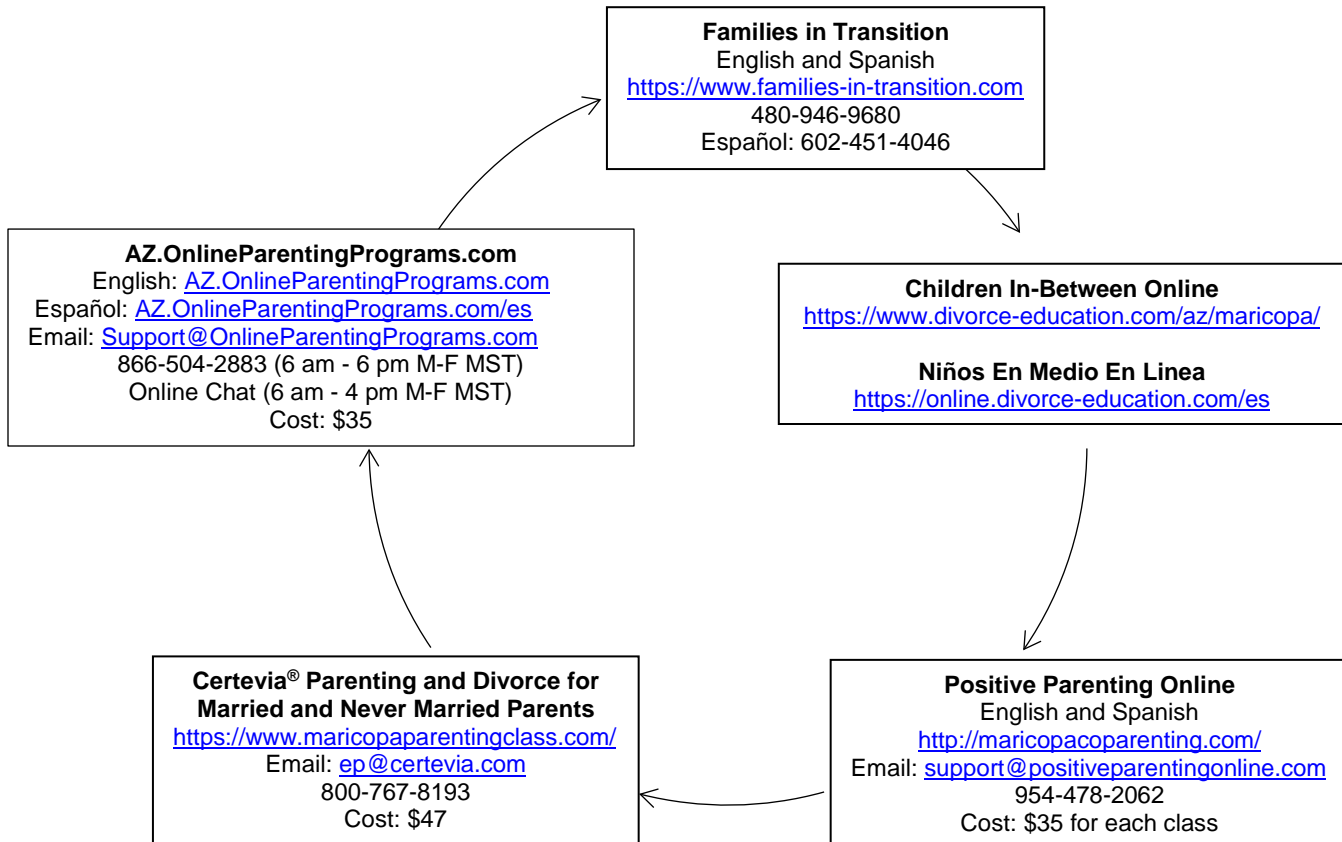 Families in Transition
English and Spanish
https://www.families-in-transition.com
480-946-9680
Español: 602-451-4046
AZ.OnlineParentingPrograms.com
English: AZ.OnlineParentingPrograms.com
Español: AZ.OnlineParentingPrograms.com/es
Email: Support@OnlineParentingPrograms.com
866-504-2883 (6 am - 6 pm M-F MST)
Online Chat (6 am - 4 pm M-F MST)
Cost: $35
Children In-Between Online
https://www.divorce-education.com/az/maricopa/
Niños En Medio En Linea
https://online.divorce-education.com/es
Certevia® Parenting and Divorce for
Married and Never Married Parents
https://www.maricopaparentingclass.com/
Email: ep@certevia.com
800-767-8193
Cost: $47
Positive Parenting Online
English and Spanish
http://maricopacoparenting.com/
Email: support@positiveparentingonline.com
954-478-2062
Cost: $35 for each class